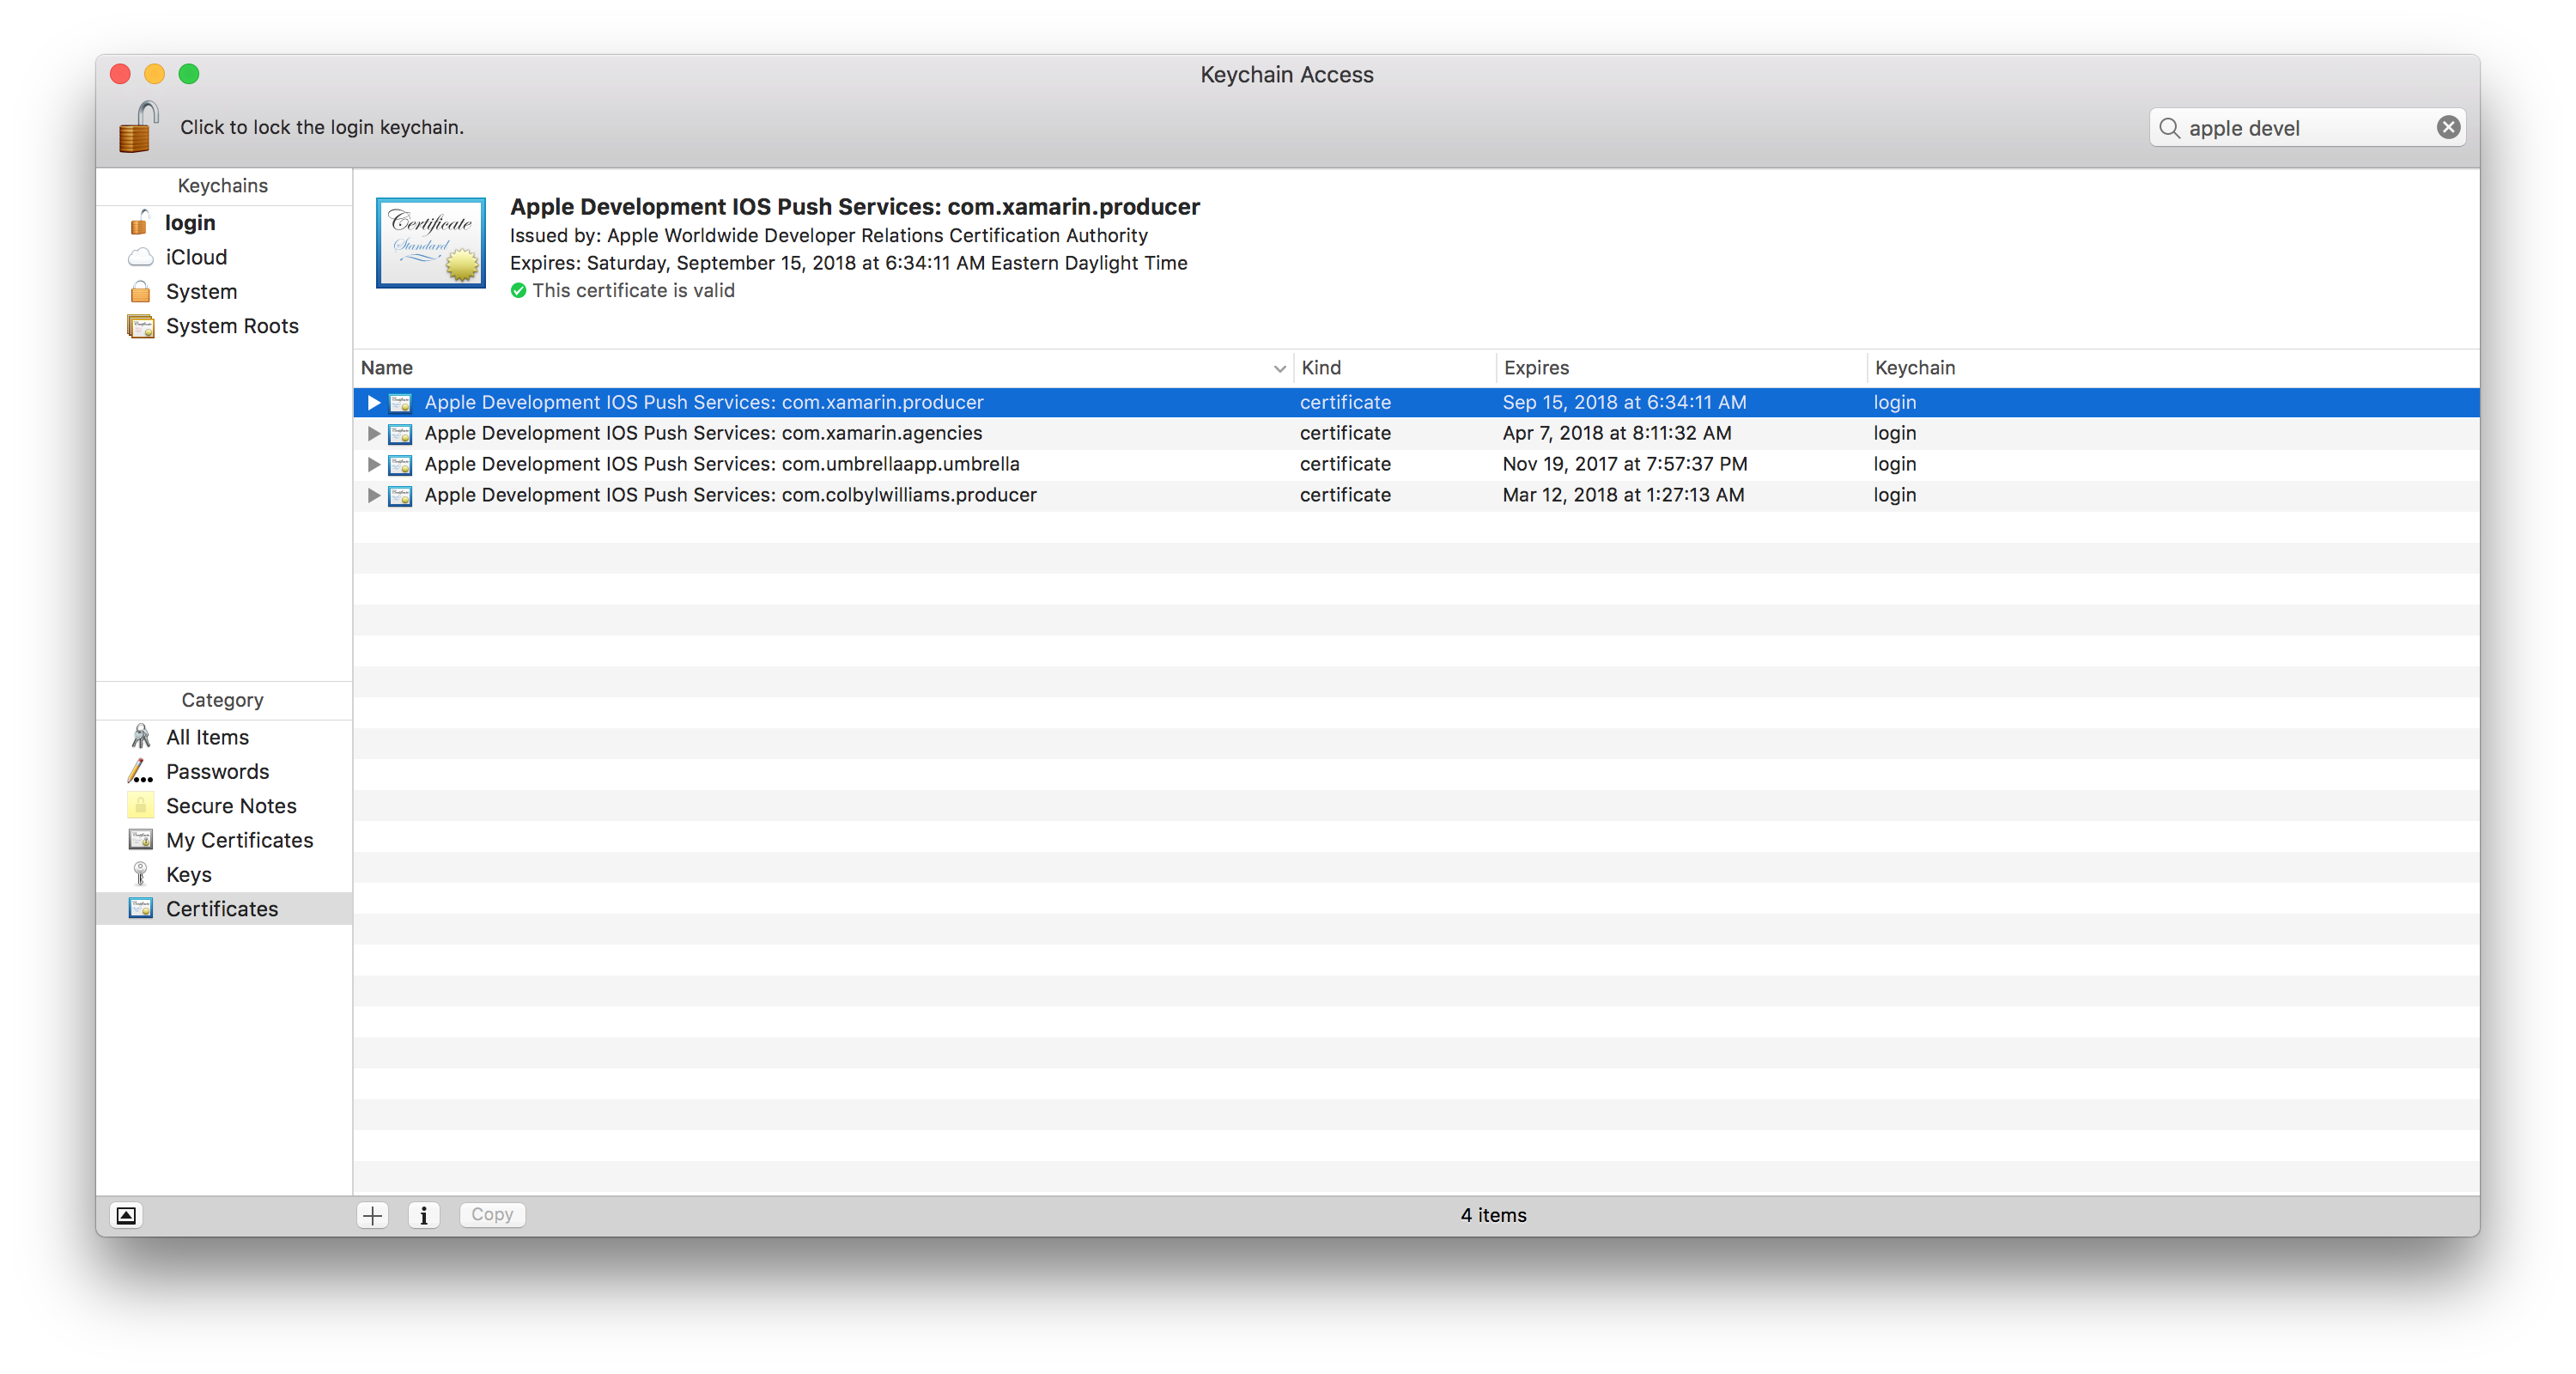 Keychain Access
Click to lock the login keychain.
apple devel
Keychains
login
iCloud
System
System Roots
Certificate
Standard
Apple Development IOS Push Services: com.xamarin.producer
Issued by: Apple Worldwide Developer Relations Certification Authority
Expires: Saturday, September 15, 2018 at 6:34:11 AM Eastern Daylight Time
This certificate is valid
Name Kind Expires Keychain
Apple Development IOS Push Services: com.xamarin.producer certificate Sep 15, 2018 at 6:34:11 AM login
Apple Development IOS Push Services: com.xamarin.agencies certificate Apr 7, 2018 at 8:11:32 AM login
Apple Development IOS Push Services: com.umbrellaapp.umbrella certificate Nov 19, 2017 at 7:57:37 PM login
Apple Development IOS Push Services: com.colbylwilliams.producer certificate Mar 12, 2018 at 1:27:13 AM login
Category
All Items
Passwords
Secure Notes
My Certificates
Keys
Certificates
Copy
4 items